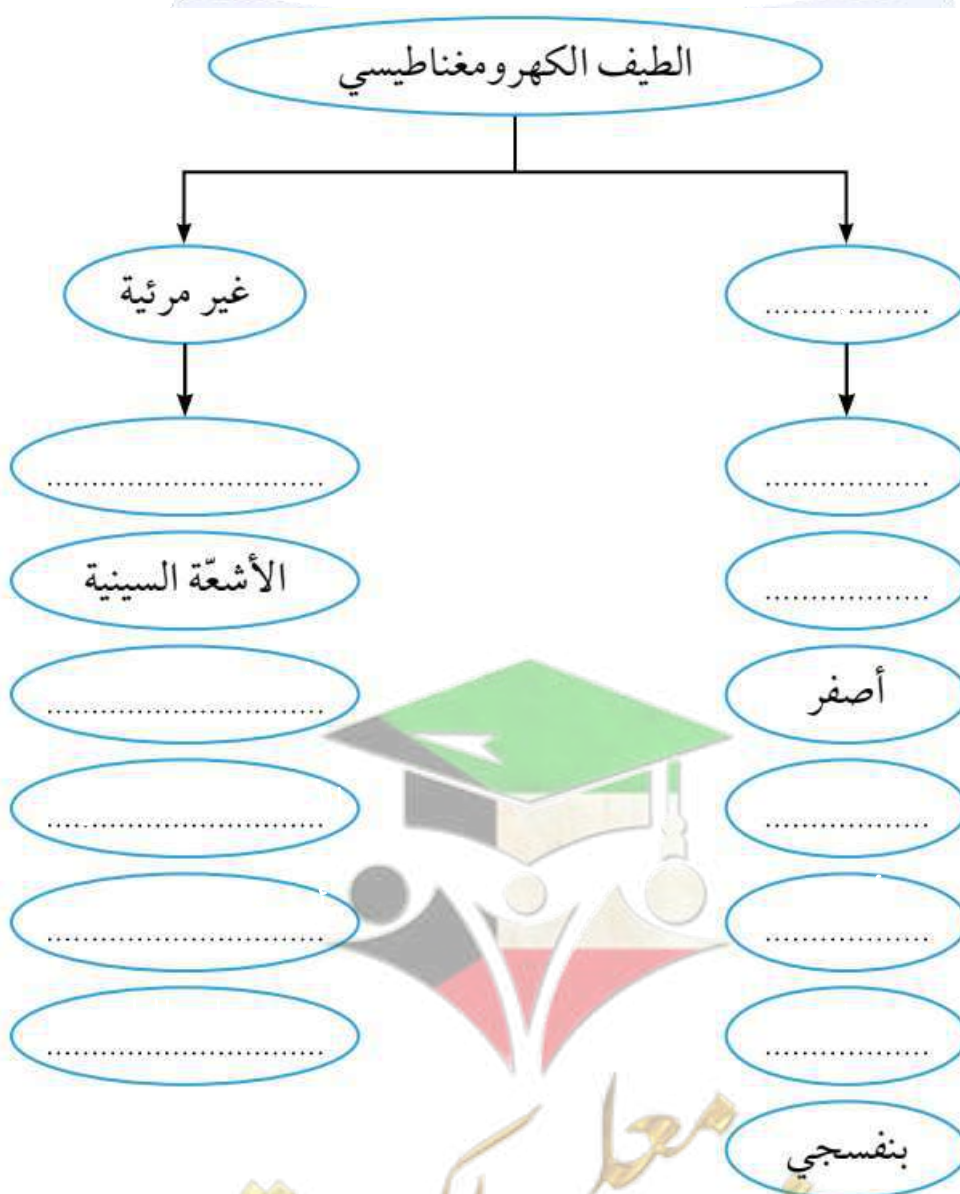 الطيف الكهرومغناطيسي
غير مرئية
الأشعّة السينية
أصفر
بنفسجي